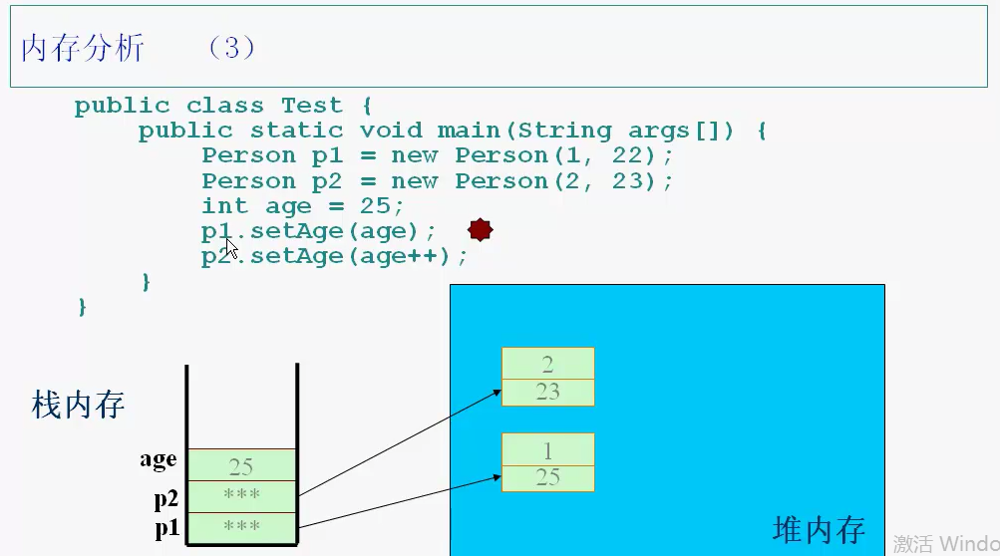 内存分析 （3）
public class Test {
public static void main(String args[]) {
Person p1 = new Person(1, 22);
Person p2 = new Person(2, 23);
int age = 25;
p1.setAge(age);
p2.setAge(age++);
}
}
栈内存
age 25
p2 ***
p1 ***
2
23
1
25
堆内存
激活 Windo